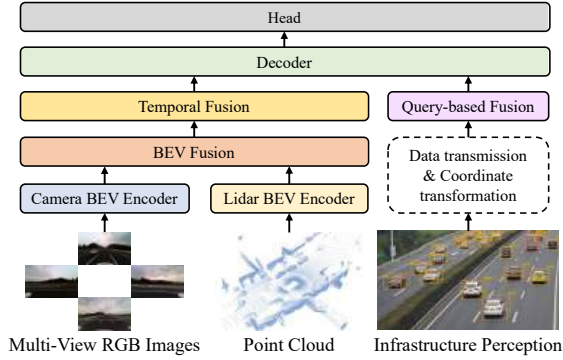 Head
Decoder
Temporal Fusion
Query-based Fusion
BEV Fusion
Data transmission
& Coordinate
transformation
Camera BEV Encoder
Lidar BEV Encoder
Multi-View RGB Images
Point Cloud
Infrastructure Perception